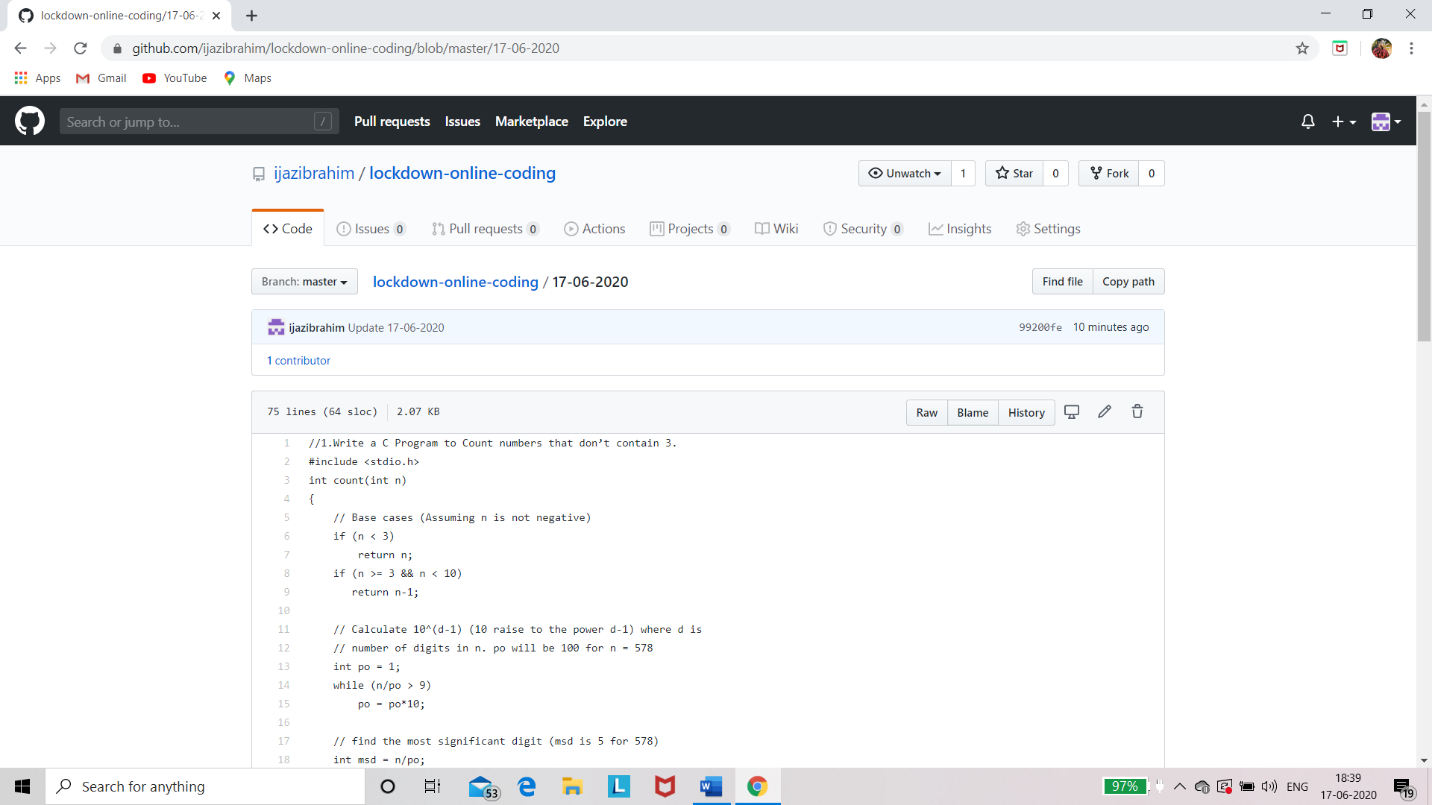 lockdown-online-coding/17-06-2
github.com/ijazibrahim/lockdown-online-coding/blob/master/17-06-2020
Apps Gmail YouTube Maps
Search or jump to... / Pull requests Issues Marketplace Explore
ijazibrahim / lockdown-online-coding Unwatch 1 Star 0 Fork 0
<> Code Issues 0 Pull requests 0 Actions Projects 0 Wiki Security 0 Insights Settings
Branch: master lockdown-online-coding / 17-06-2020 Find file Copy path
ijazibrahim Update 17-06-2020 99200fe 10 minutes ago
1 contributor
75 lines (64 sloc) 2.07 KB Raw Blame History
1 //1.Write a C Program to Count numbers that don’t contain 3.
2 #include <stdio.h>
3 int count(int n)
4 {
5 // Base cases (Assuming n is not negative)
6 if (n < 3)
7 return n;
8 if (n >= 3 && n < 10)
9 return n-1;
10
11 // Calculate 10^(d-1) (10 raise to the power d-1) where d is
12 // number of digits in n. po will be 100 for n = 578
13 int po = 1;
14 while (n/po > 9)
15 po = po*10;
16
17 // find the most significant digit (msd is 5 for 578)
18 int msd = n/po;
Search for anything 53 L W 97% ENG 18:39 19
17-06-2020